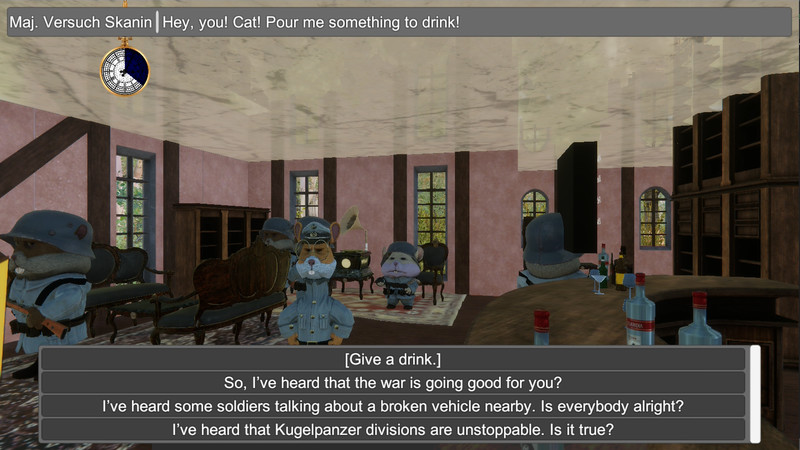 Maj. Versuch Skanin Hey, you! Cat! Pour me something to drink!
[Give a drink.]
So, I've heard that the war is going good for you?
I've heard some soldiers talking about a broken vehicle nearby. Is everybody alright?
I've heard that Kugelpanzer divisions are unstoppable. Is it true?